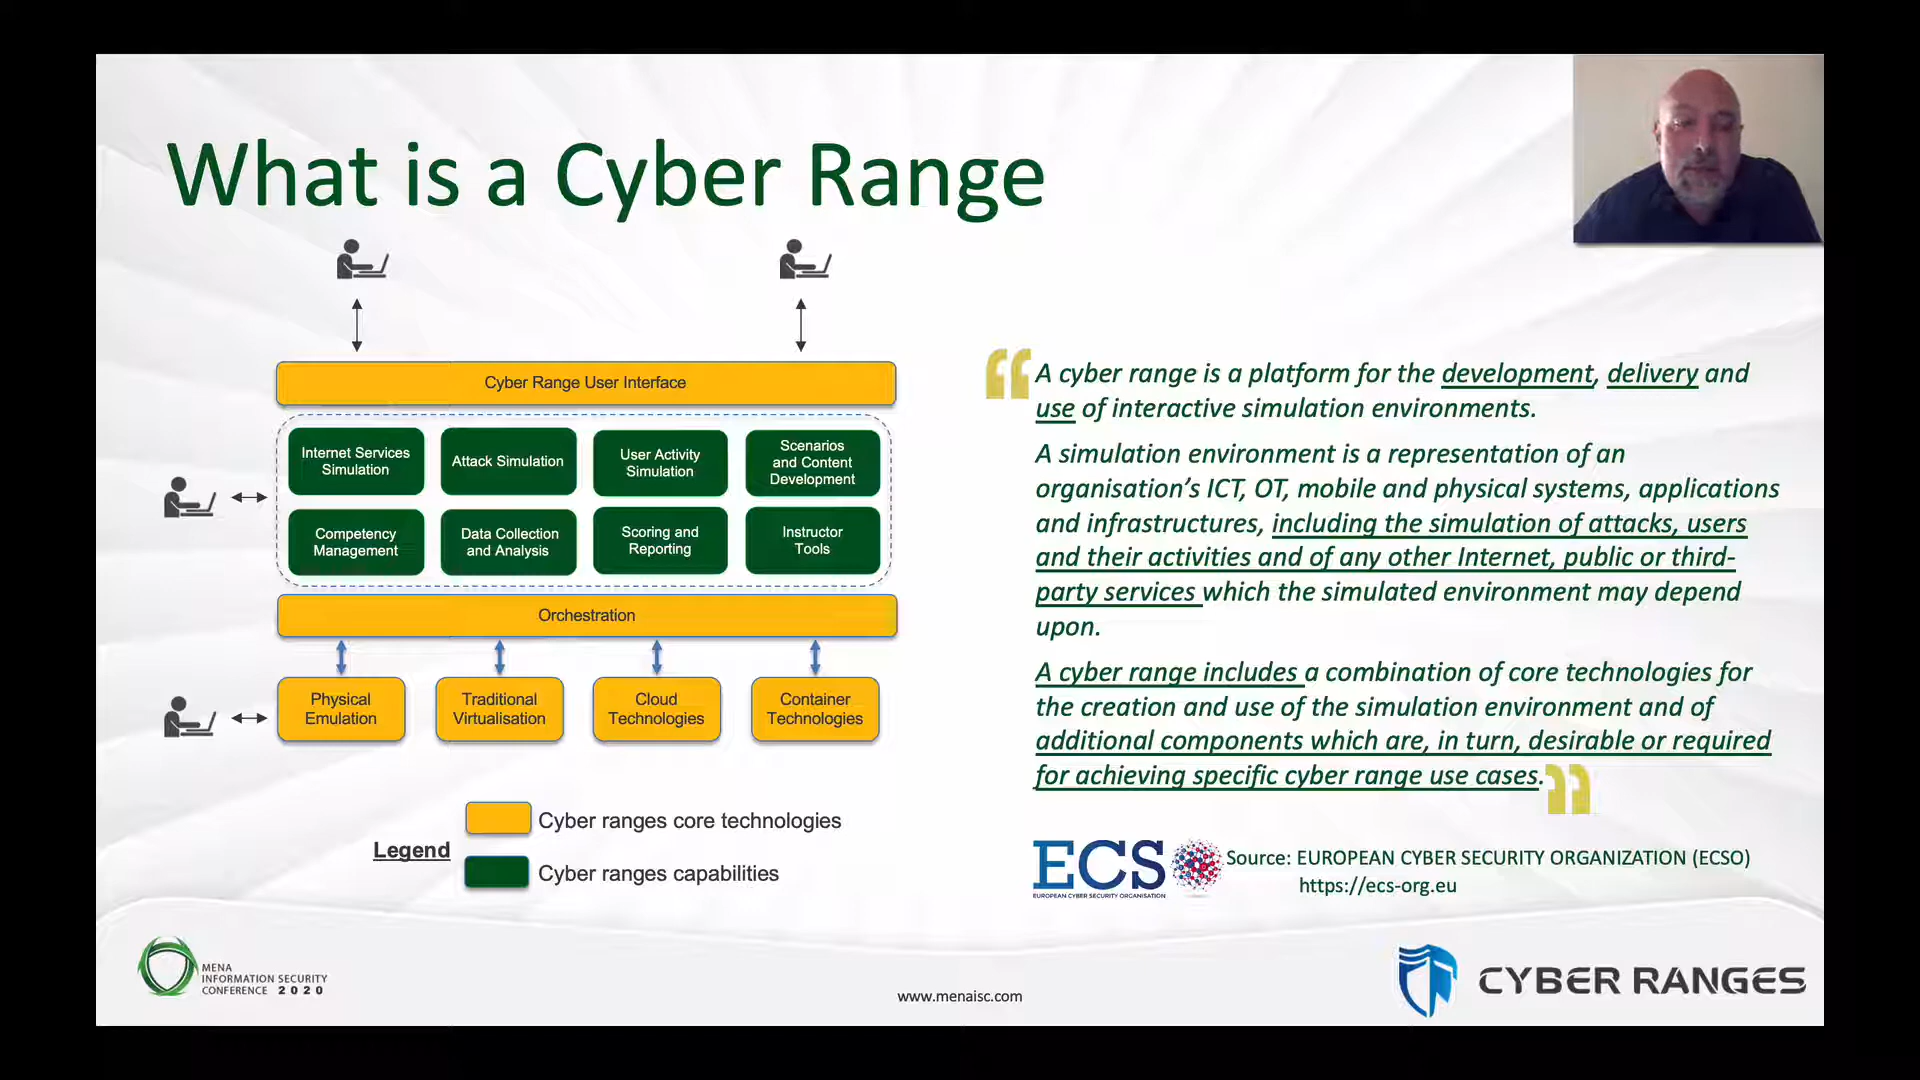 What is a Cyber Range
Cyber Range User Interface
Internet Services
Simulation
Attack Simulation
User Activity
Simulation
Scenarios
and Content
Development
Competency
Management
Data Collection
and Analysis
Scoring and
Reporting
Instructor
Tools
Orchestration
Physical
Emulation
Traditional
Virtualisation
Cloud
Technologies
Container
Technologies
Legend
Cyber ranges core technologies
Cyber ranges capabilities
“
A cyber range is a platform for the development, delivery and
use of interactive simulation environments.
A simulation environment is a representation of an
organisation’s ICT, OT, mobile and physical systems, applications
and infrastructures, including the simulation of attacks, users
and their activities and of any other Internet, public or third-
party services which the simulated environment may depend
upon.
A cyber range includes a combination of core technologies for
the creation and use of the simulation environment and of
additional components which are, in turn, desirable or required
for achieving specific cyber range use cases.
”
ECS
EUROPEAN CYBER SECURITY ORGANISATION
Source: EUROPEAN CYBER SECURITY ORGANIZATION (ECSO)
https://ecs-org.eu
MENA
INFORMATION SECURITY
CONFERENCE 2020
www.menaisc.com
CYBER RANGES